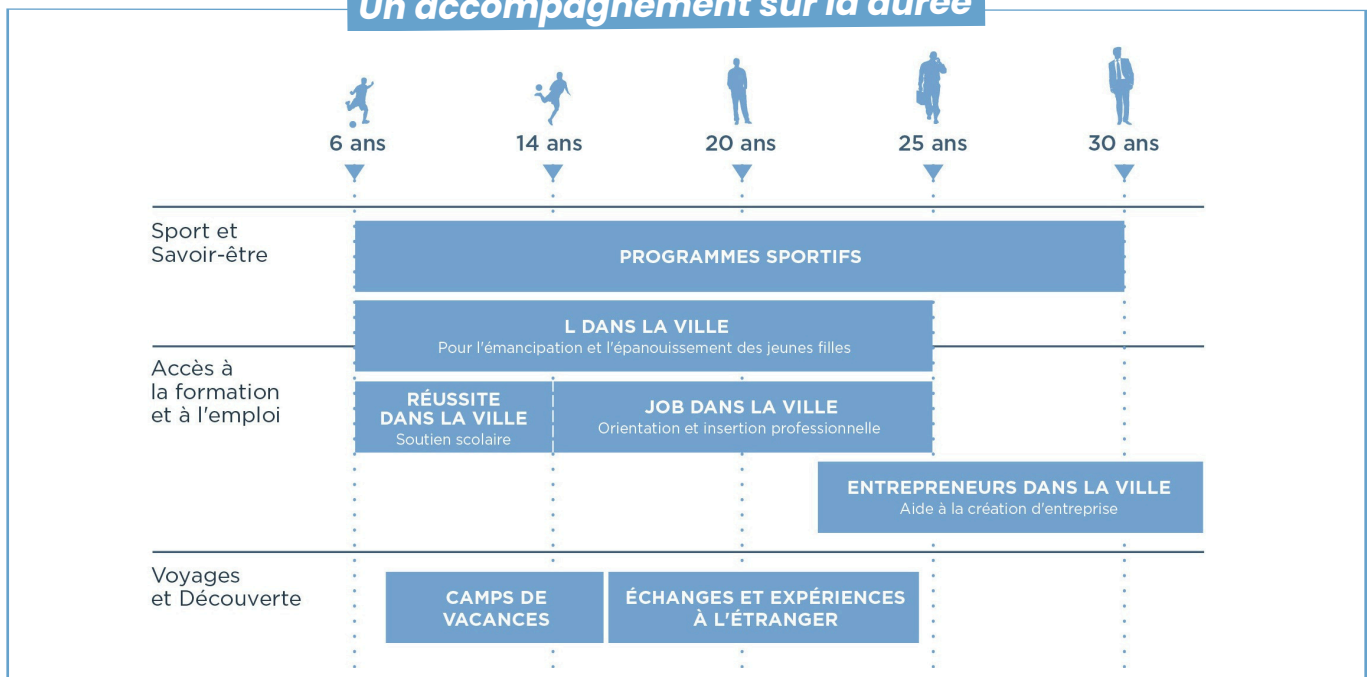 Un accompagnement sur la durée
6 ans
14 ans
20 ans
25 ans
30 ans
Sport et
Savoir-être
PROGRAMMES SPORTIFS
L DANS LA VILLE
Pour l'émancipation et l'épanouissement des jeunes filles
Accès à
la formation
et à l'emploi
RÉUSSITE
DANS LA VILLE
Soutien scolaire
JOB DANS LA VILLE
Orientation et insertion professionnelle
ENTREPRENEURS DANS LA VILLE
Aide à la création d'entreprise
Voyages
et Découverte
CAMPS DE
VACANCES
ÉCHANGES ET EXPÉRIENCES
À L'ÉTRANGER